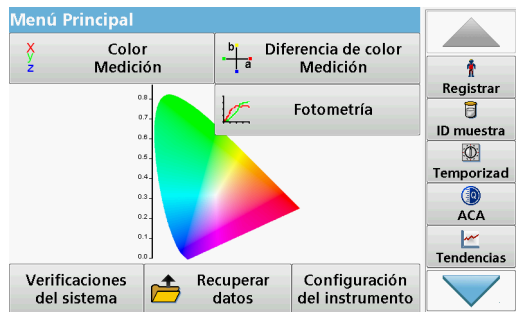 Menú Principal
X
y
z
Color
Medición
b
a
Diferencia de color
Medición
Fotometría
0.8
0.7
0.6
0.5
0.4
0.3
0.2
0.1
0.0
Verificaciones
del sistema
Recuperar
datos
Configuración
del instrumento
Registrar
ID muestra
Temporizad
ACA
Tendencias